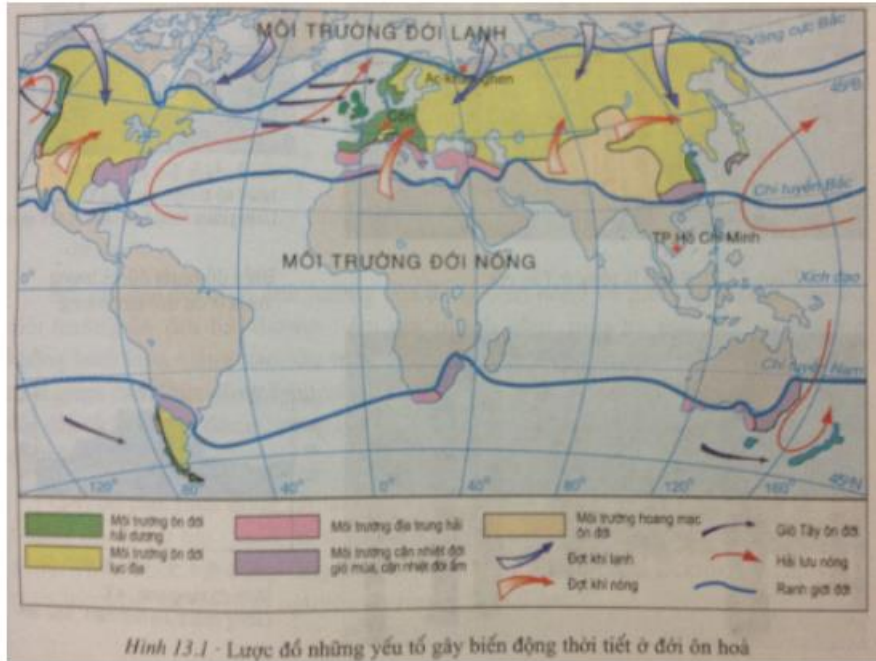 MÔI TRƯỜNG ĐỚI LẠNH
Vòng cực Bắc
Ac-khan-ghen
45°B
Côn
Chí tuyến Bắc
TP Hồ Chí Minh
MÔI TRƯỜNG ĐỚI NÓNG
0°
Xích đạo
Chí tuyến Nam
120° 80° 40° 0° 40° 80° 120° 160° 45°N
Môi trường ôn đới
hải dương
Môi trường ôn đới
lục địa
Môi trường địa trung hải
Môi trường cận nhiệt đới
gió mùa, cận nhiệt đới ẩm
Môi trường hoang mạc
ôn đới
Đợt khí lạnh
Đợt khí nóng
Gió Tây ôn đới
Hải lưu nóng
Ranh giới đới
Hình 13.1 - Lược đồ những yếu tố gây biến động thời tiết ở đới ôn hoà